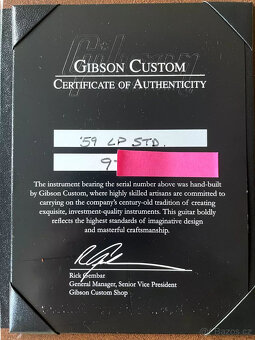 Gibson
GIBSON CUSTOM
CERTIFICATE OF AUTHENTICITY
'59 LP STD.
9-
The instrument bearing the serial number above was hand-built
by Gibson Custom, where highly skilled artisans are committed to
carrying on the company's century-old tradition of creating
exquisite, investment-quality instruments. This guitar boldly
reflects the highest standards of imaginative design
and masterful craftsmanship.
Rick Gembar
General Manager, Senior Vice President
Gibson Custom Shop
bazos.cz